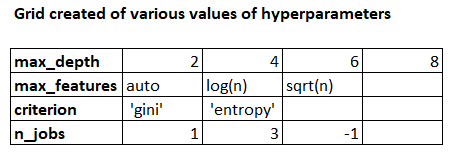 Grid created of various values of hyperparameters
max_depth 2 4 6 8
max_features auto log(n) sqrt(n)
criterion 'gini' 'entropy'
n_jobs 1 3 -1